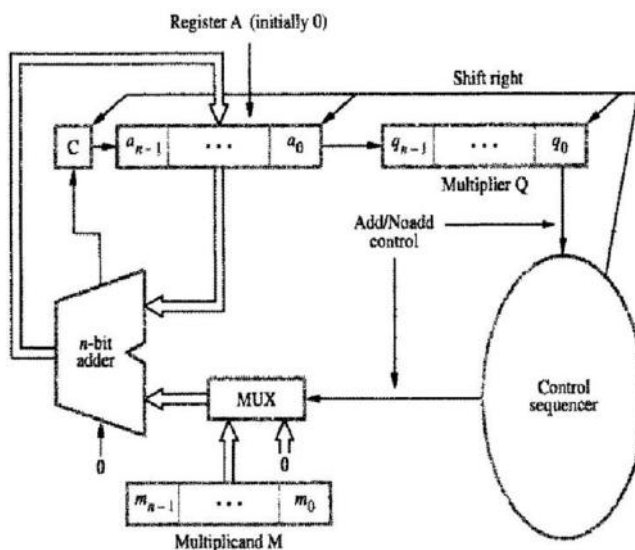 Register A (initially 0)
Shift right
C
a_{n-1} ... a_0
q_{n-1} ... q_0
Multiplier Q
Add/Noadd
control
n-bit
adder
MUX
Control
sequencer
0
0
m_{n-1} ... m_0
Multiplicand M